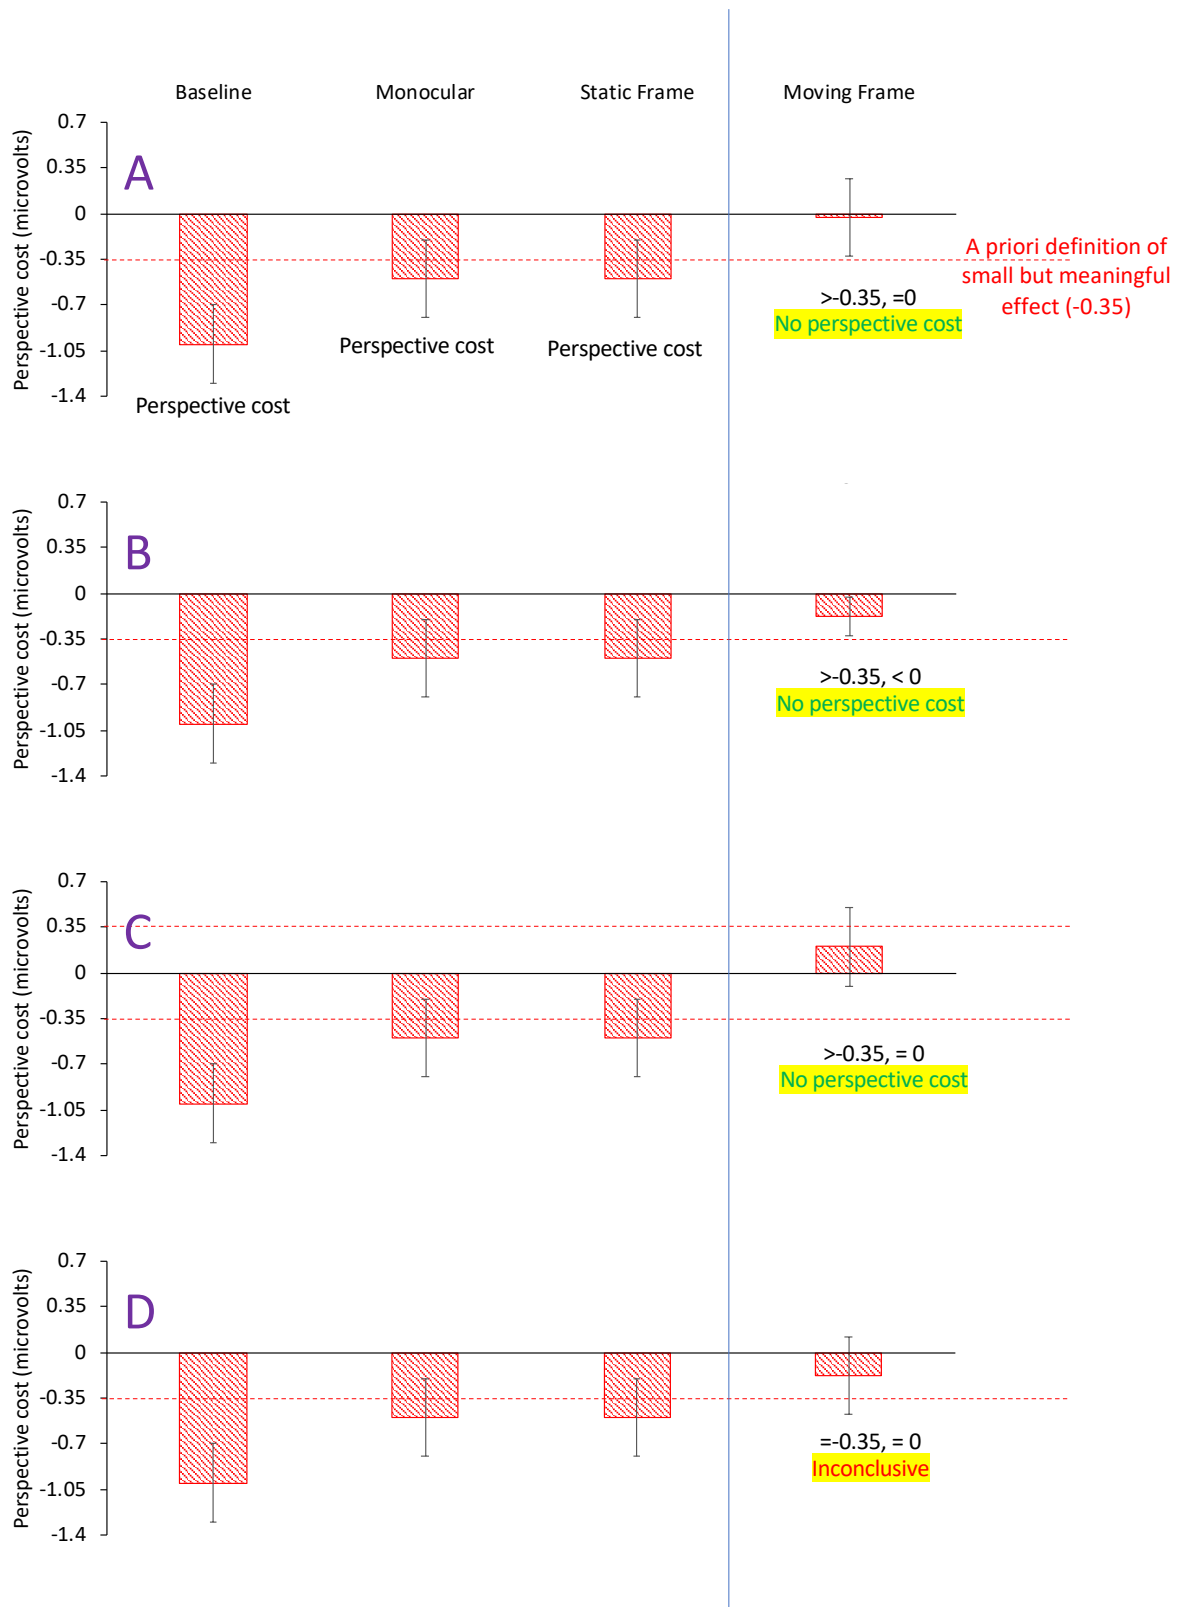 Baseline
Monocular
Static Frame
Moving Frame
Perspective cost (microvolts)
0.7
0.35
0
-0.35
-0.7
-1.05
-1.4
A
Perspective cost
Perspective cost
Perspective cost
>-0.35, =0
No perspective cost
A priori definition of
small but meaningful
effect (-0.35)
Perspective cost (microvolts)
0.7
0.35
0
-0.35
-0.7
-1.05
-1.4
B
>-0.35, < 0
No perspective cost
Perspective cost (microvolts)
0.7
0.35
0
-0.35
-0.7
-1.05
-1.4
C
>-0.35, = 0
No perspective cost
Perspective cost (microvolts)
0.7
0.35
0
-0.35
-0.7
-1.05
-1.4
D
=-0.35, = 0
Inconclusive